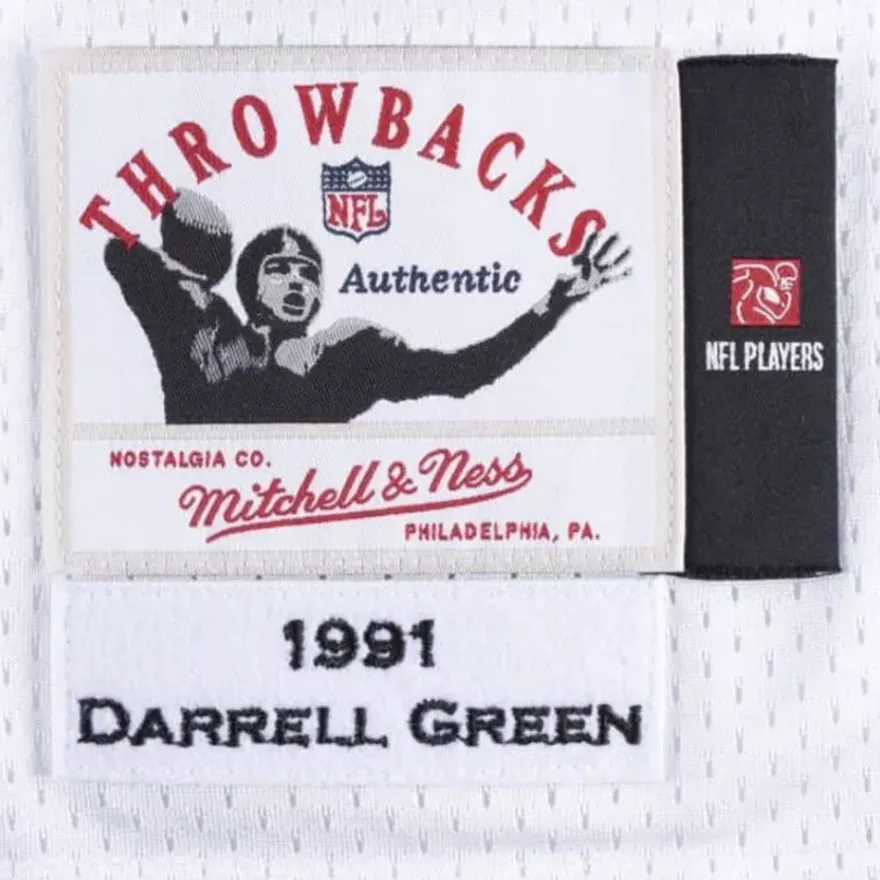 THROWBACKS
NFL
Authentic
NOSTALGIA CO.
Mitchell & Ness
PHILADELPHIA, PA.
NFL PLAYERS
1991
DARRELL GREEN